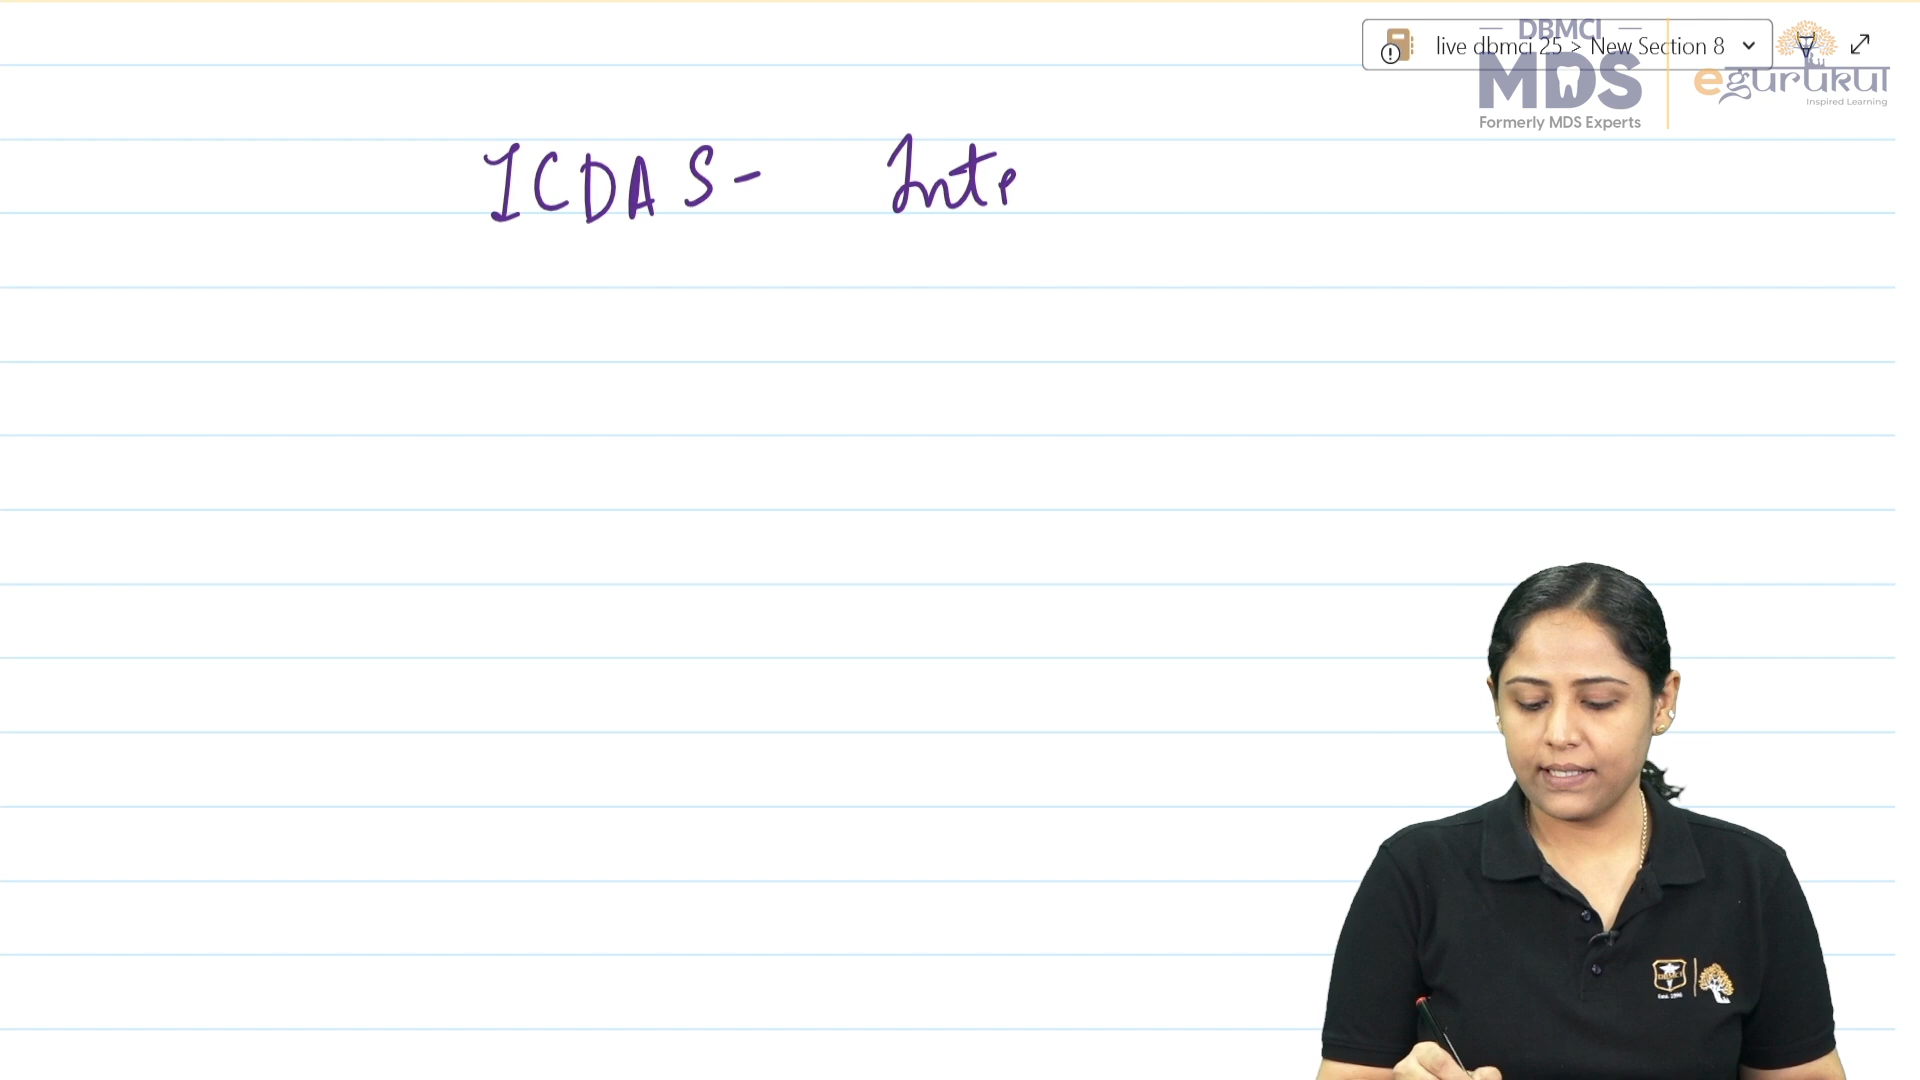 DBMCI
live dbmci 25 > New Section 8
MDS
egurukul
Inspired Learning
Formerly MDS Experts
ICDAS - Inte